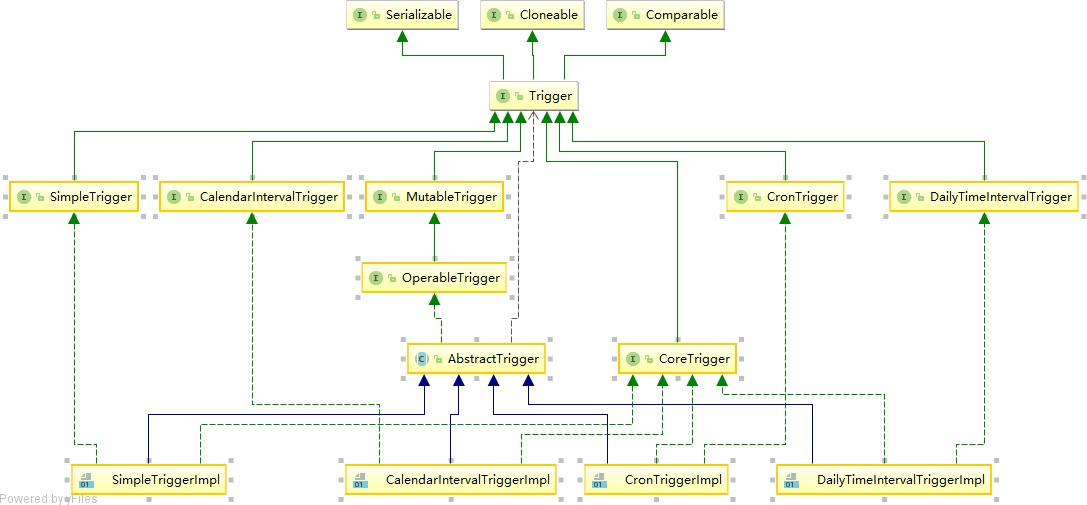 Serializable
Cloneable
Comparable
Trigger
SimpleTrigger
CalendarIntervalTrigger
MutableTrigger
CronTrigger
DailyTimeIntervalTrigger
OperableTrigger
AbstractTrigger
CoreTrigger
SimpleTriggerImpl
CalendarIntervalTriggerImpl
CronTriggerImpl
DailyTimeIntervalTriggerImpl
Powered by yFiles